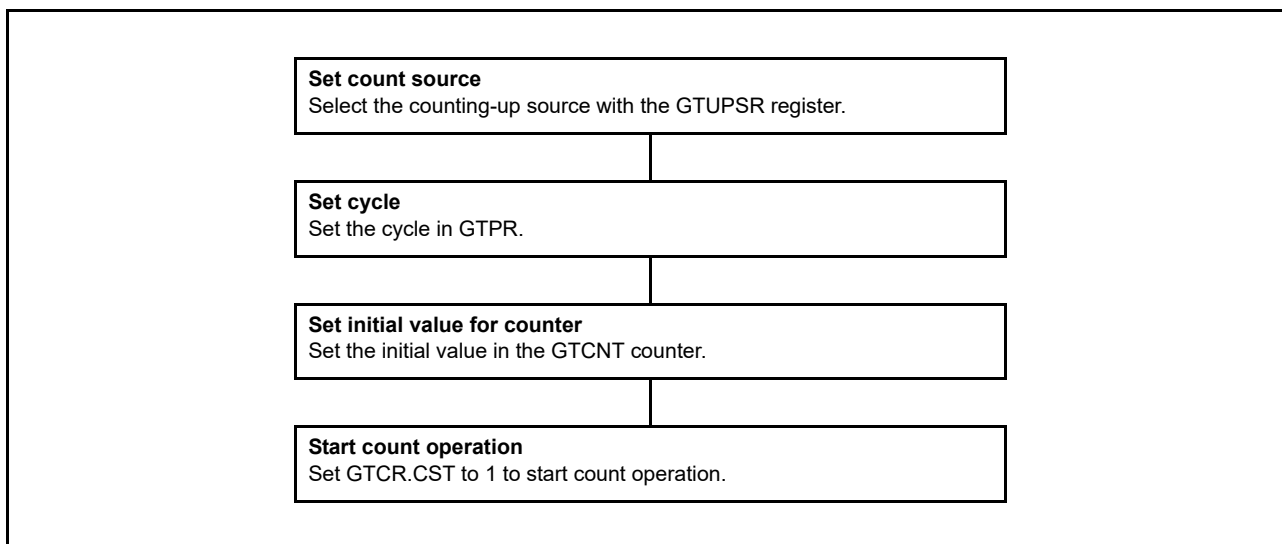 Set count source
Select the counting-up source with the GTUPSR register.
Set cycle
Set the cycle in GTPR.
Set initial value for counter
Set the initial value in the GTCNT counter.
Start count operation
Set GTCR.CST to 1 to start count operation.